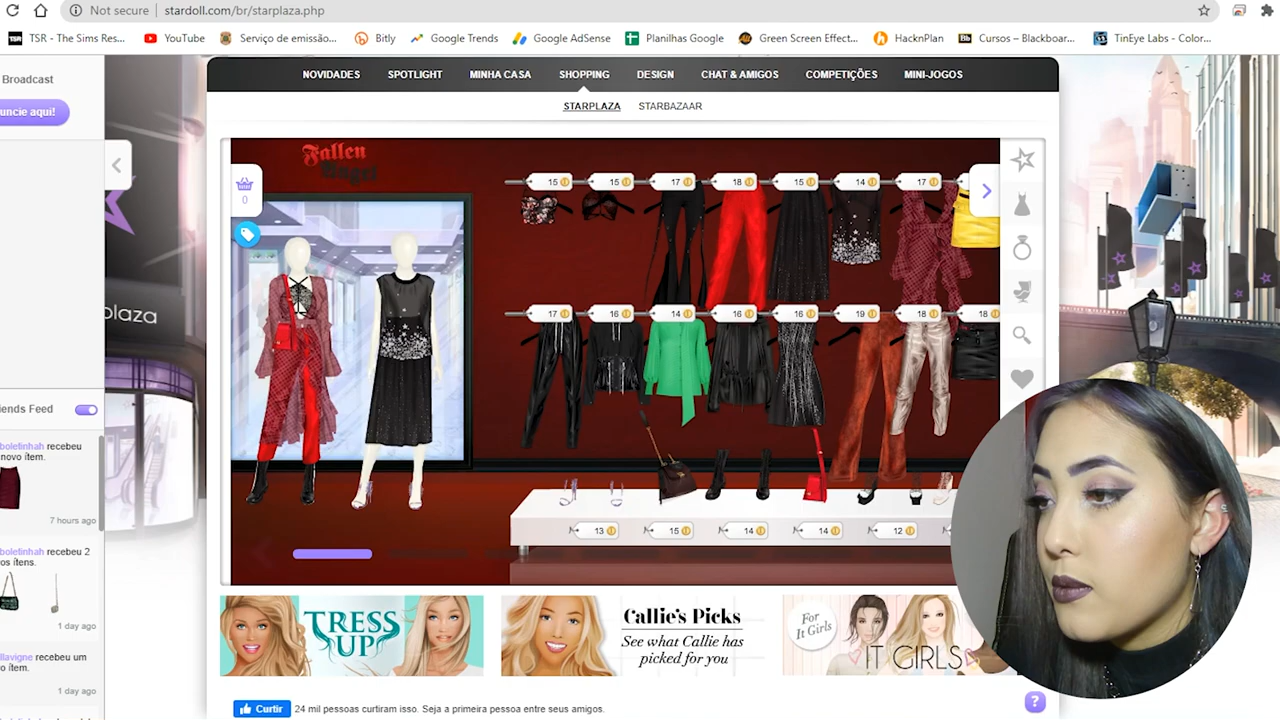 Not secure
stardoll.com/br/starplaza.php
TSR - The Sims Res...
YouTube
Serviço de emissão...
Bitly
Google Trends
Google AdSense
Planilhas Google
Green Screen Effect...
HacknPlan
Cursos – Blackboar...
TinEye Labs - Color...
Broadcast
uncie aqui!
NOVIDADES
SPOTLIGHT
MINHA CASA
SHOPPING
DESIGN
CHAT & AMIGOS
COMPETIÇÕES
MINI-JOGOS
STARPLAZA
STARBAZAAR
Fallen
Angel
0
15
15
17
18
15
14
17
17
16
14
16
16
19
18
18
13
15
14
14
12
plaza
iends Feed
boletinhah recebeu
novo ítem.
7 hours ago
boletinhah recebeu 2
os ítens.
1 day ago
llavigne recebeu um
o ítem.
1 day ago
TRESS
UP
Callie's Picks
See what Callie has
picked for you
For
It Girls
IT GIRLS
Curtir
24 mil pessoas curtiram isso. Seja a primeira pessoa entre seus amigos.
?